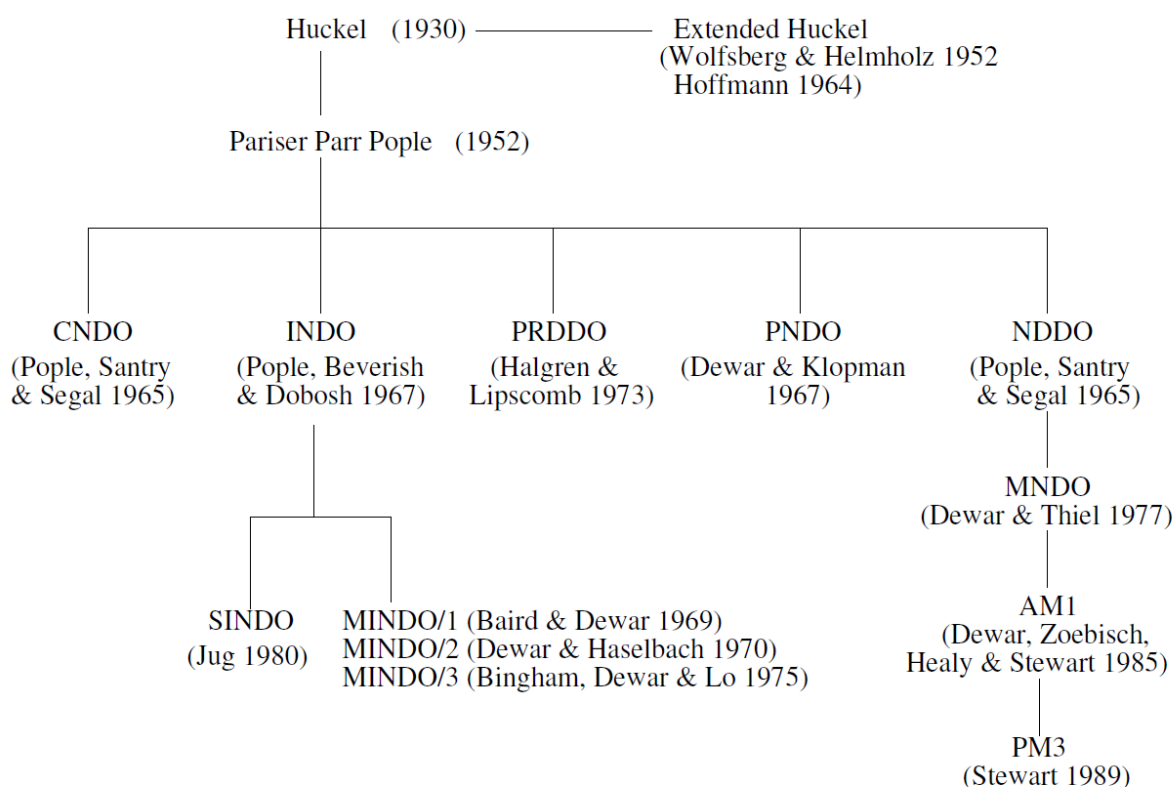 Huckel (1930)
Extended Huckel
(Wolfsberg & Helmholz 1952
Hoffmann 1964)
Pariser Parr Pople (1952)
CNDO
(Pople, Santry
& Segal 1965)
INDO
(Pople, Beverish
& Dobosh 1967)
PRDDO
(Halgren &
Lipscomb 1973)
PNDO
(Dewar & Klopman
1967)
NDDO
(Pople, Santry
& Segal 1965)
MNDO
(Dewar & Thiel 1977)
SINDO
(Jug 1980)
MINDO/1 (Baird & Dewar 1969)
MINDO/2 (Dewar & Haselbach 1970)
MINDO/3 (Bingham, Dewar & Lo 1975)
AM1
(Dewar, Zoebisch,
Healy & Stewart 1985)
PM3
(Stewart 1989)